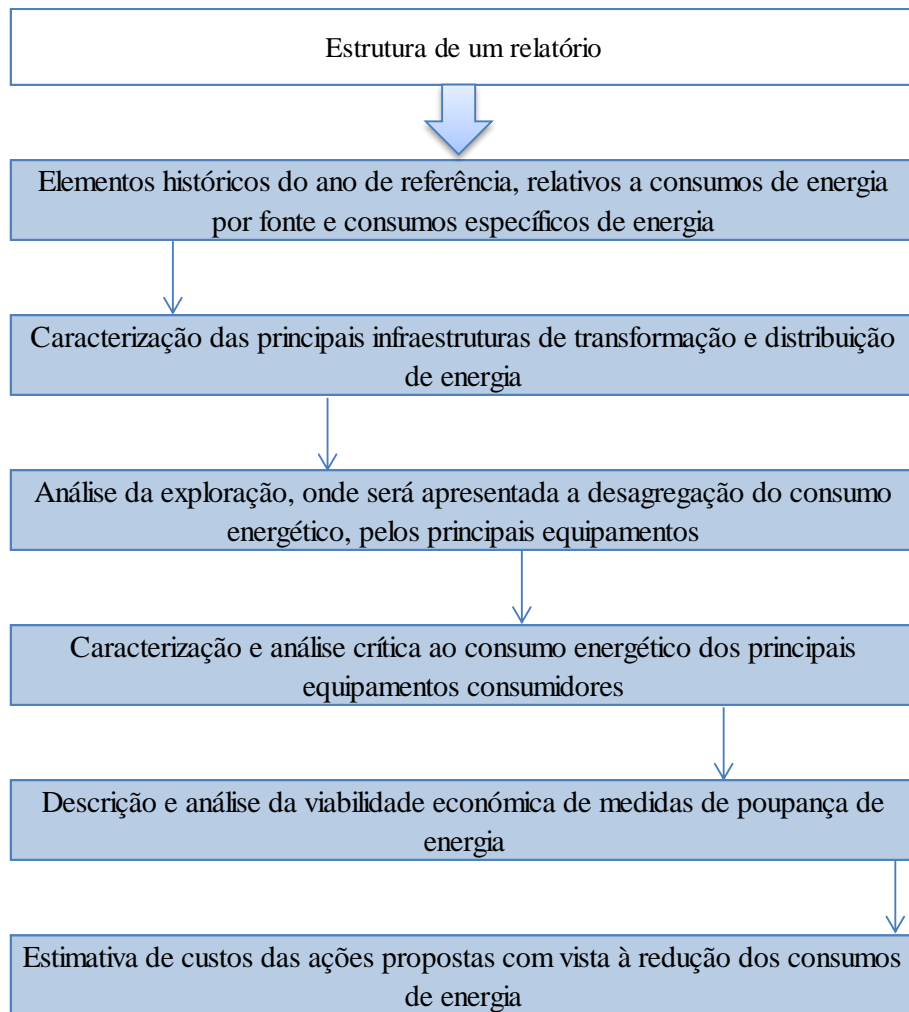 Estrutura de um relatório
Elementos históricos do ano de referência, relativos a consumos de energia
por fonte e consumos específicos de energia
Caracterização das principais infraestruturas de transformação e distribuição
de energia
Análise da exploração, onde será apresentada a desagregação do consumo
energético, pelos principais equipamentos
Caracterização e análise crítica ao consumo energético dos principais
equipamentos consumidores
Descrição e análise da viabilidade económica de medidas de poupança de
energia
Estimativa de custos das ações propostas com vista à redução dos consumos
de energia